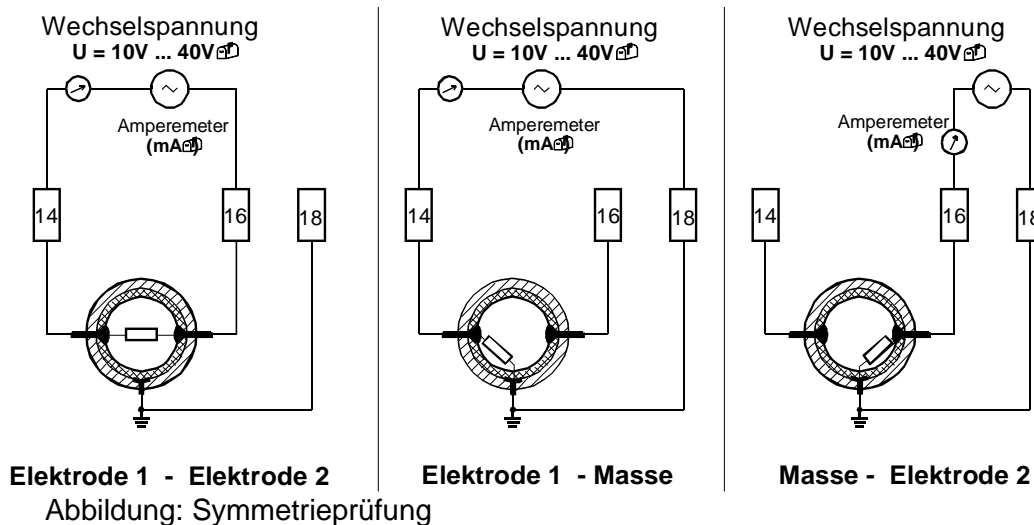 Wechselspannung
U = 10V ... 40V
Amperemeter
(mA)
14
16
18
Elektrode 1 - Elektrode 2
Wechselspannung
U = 10V ... 40V
Amperemeter
(mA)
14
16
18
Elektrode 1 - Masse
Wechselspannung
U = 10V ... 40V
Amperemeter
(mA)
14
16
18
Masse - Elektrode 2
Abbildung: Symmetrieprüfung